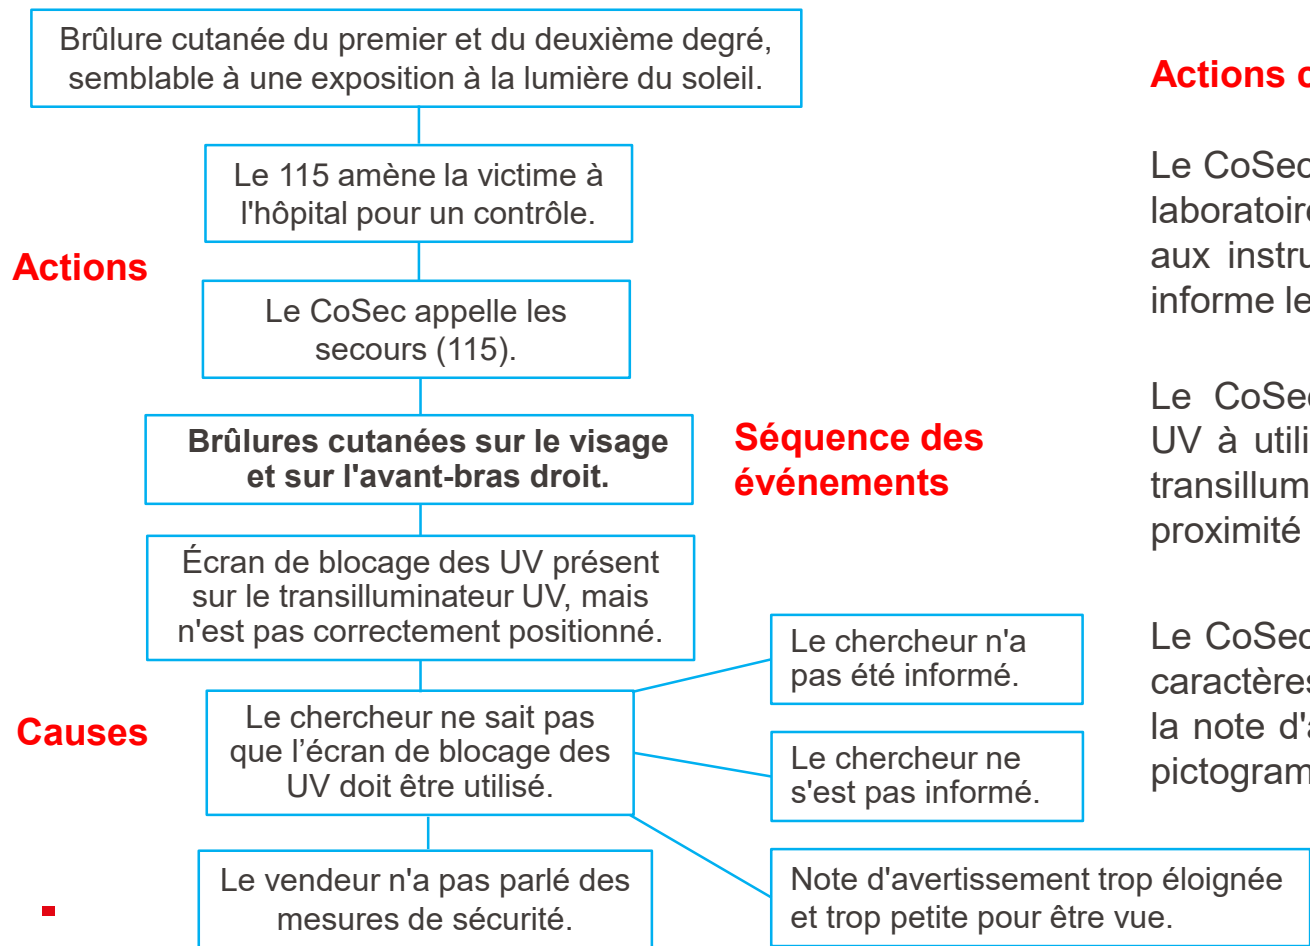 Brûlure cutanée du premier et du deuxième degré,
semblable à une exposition à la lumière du soleil.
Le 115 amène la victime à
l'hôpital pour un contrôle.
Actions
Le CoSec appelle les
secours (115).
Brûlures cutanées sur le visage
et sur l'avant-bras droit.
Séquence des
événements
Écran de blocage des UV présent
sur le transilluminateur UV, mais
n'est pas correctement positionné.
Causes
Le chercheur ne sait pas
que l’écran de blocage des
UV doit être utilisé.
Le chercheur n'a
pas été informé.
Le chercheur ne
s'est pas informé.
Le vendeur n'a pas parlé des
mesures de sécurité.
Note d'avertissement trop éloignée
et trop petite pour être vue.
Actions
Le CoSec
laboratoire
aux instru
informe le
Le CoSec
UV à utili
transillum
proximité
Le CoSec
caractères
la note d'a
pictogram